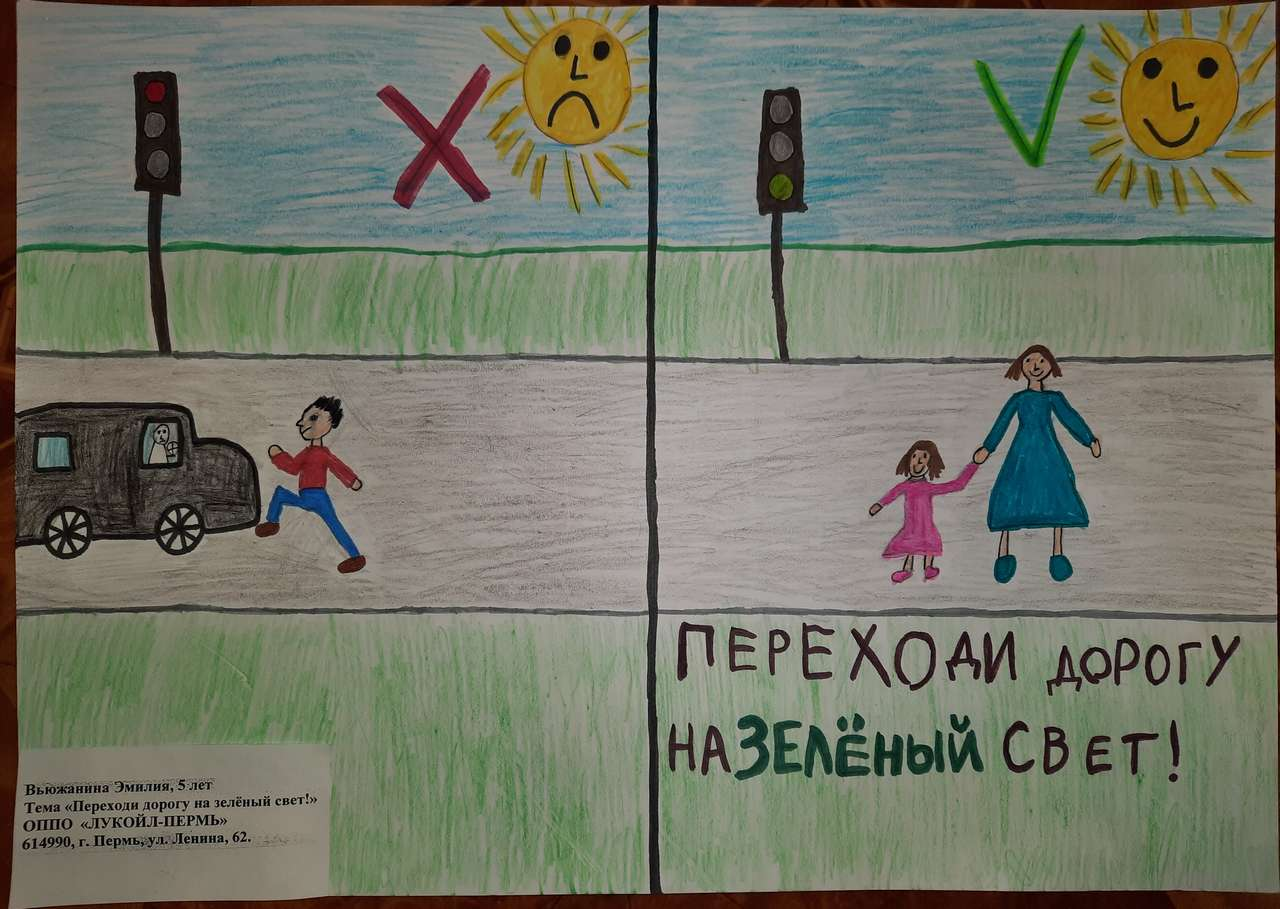 ПЕРЕХОДИ ДОРОГУ
НА ЗЕЛЁНЫЙ СВЕТ!
Вьюжанина Эмилия, 5 лет
Тема «Переходи дорогу на зелёный свет!»
ОППО «ЛУКОЙЛ-ПЕРМЬ»
614990, г. Пермь, ул. Ленина, 62.